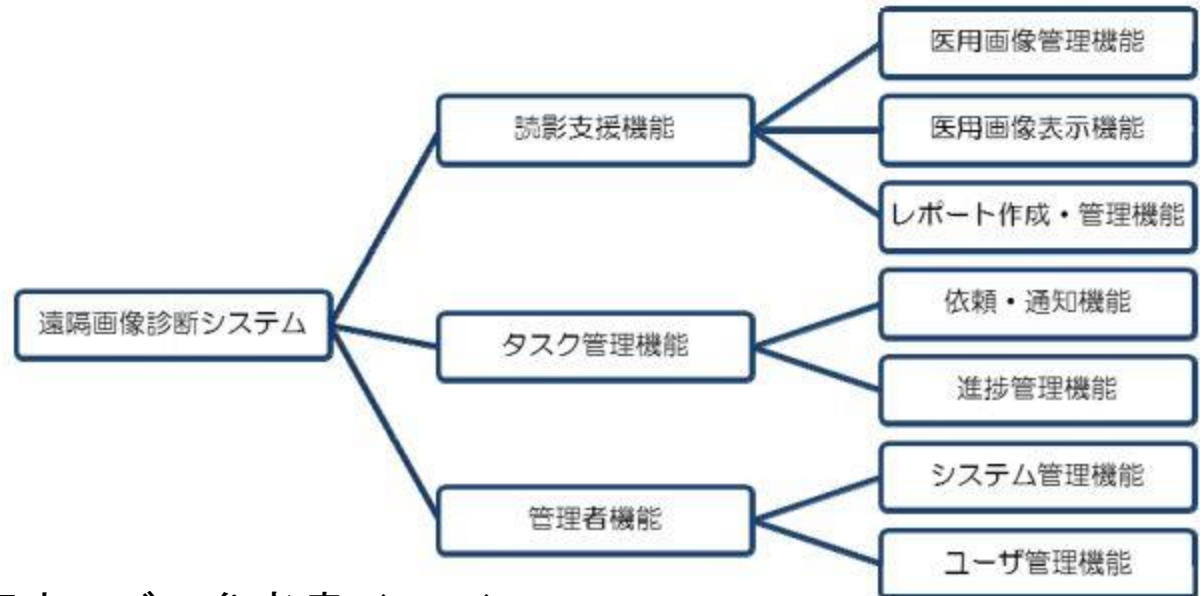 遠隔画像診断システム
読影支援機能
医用画像管理機能
医用画像表示機能
レポート作成・管理機能
タスク管理機能
依頼・通知機能
進捗管理機能
管理者機能
システム管理機能
ユーザ管理機能